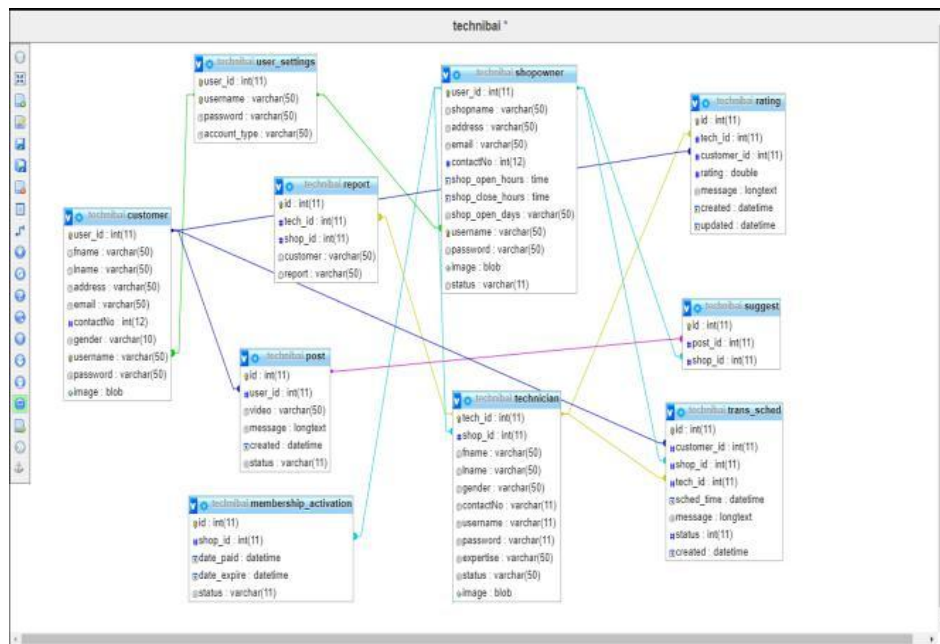 technibai *
technibai user_settings
user_id : int(11)
username : varchar(50)
password : varchar(50)
account_type : varchar(50)
technibai shopowner
user_id : int(11)
shopname : varchar(50)
address : varchar(50)
email : varchar(50)
contactNo : int(12)
shop_open_hours : time
shop_close_hours : time
shop_open_days : varchar(50)
username : varchar(50)
password : varchar(50)
image : blob
status : varchar(11)
technibai rating
id : int(11)
tech_id : int(11)
customer_id : int(11)
rating : double
message : longtext
created : datetime
updated : datetime
technibai report
id : int(11)
tech_id : int(11)
shop_id : int(11)
customer : varchar(50)
report : varchar(50)
technibai customer
user_id : int(11)
fname : varchar(50)
lname : varchar(50)
address : varchar(50)
email : varchar(50)
contactNo : int(12)
gender : varchar(10)
username : varchar(50)
password : varchar(50)
image : blob
technibai suggest
id : int(11)
post_id : int(11)
shop_id : int(11)
technibai post
id : int(11)
user_id : int(11)
video : varchar(50)
message : longtext
created : datetime
status : varchar(11)
technibai technician
tech_id : int(11)
shop_id : int(11)
fname : varchar(50)
lname : varchar(50)
gender : varchar(50)
contactNo : varchar(11)
username : varchar(11)
password : varchar(11)
expertise : varchar(50)
status : varchar(50)
image : blob
technibai trans_sched
id : int(11)
customer_id : int(11)
shop_id : int(11)
tech_id : int(11)
sched_time : datetime
message : longtext
status : int(11)
created : datetime
technibai membership_activation
id : int(11)
shop_id : int(11)
date_paid : datetime
date_expire : datetime
status : varchar(11)